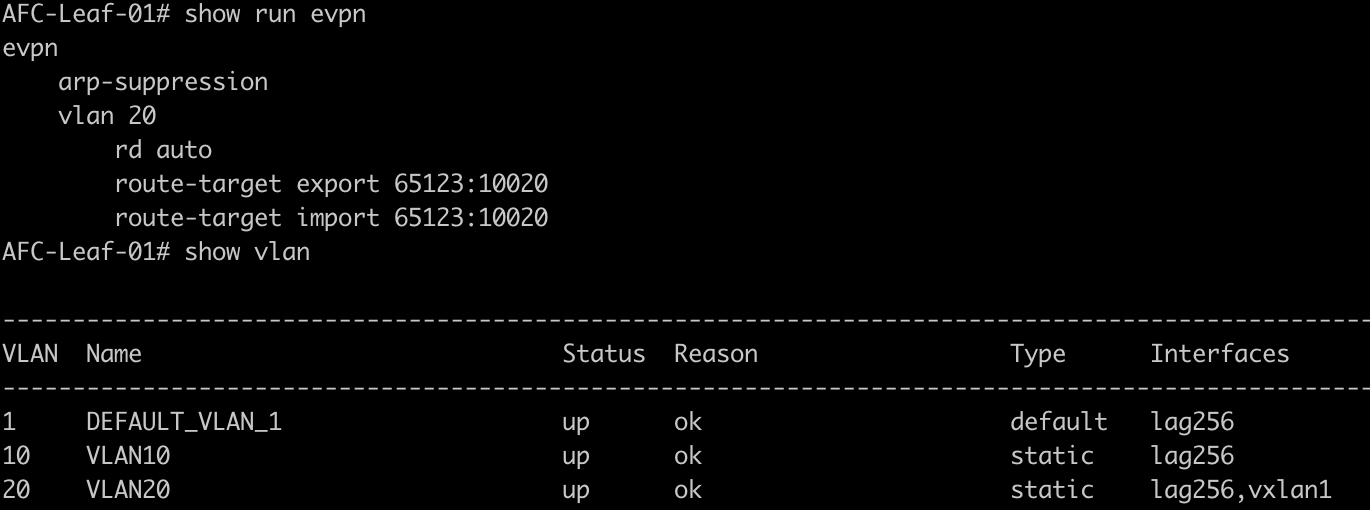 AFC-Leaf-01# show run evpn
evpn
    arp-suppression
    vlan 20
        rd auto
        route-target export 65123:10020
        route-target import 65123:10020
AFC-Leaf-01# show vlan

--------------------------------------------------------------------------------------------------
VLAN  Name                              Status  Reason                  Type      Interfaces
--------------------------------------------------------------------------------------------------
1     DEFAULT_VLAN_1                    up      ok                      default   lag256
10    VLAN10                            up      ok                      static    lag256
20    VLAN20                            up      ok                      static    lag256,vxlan1